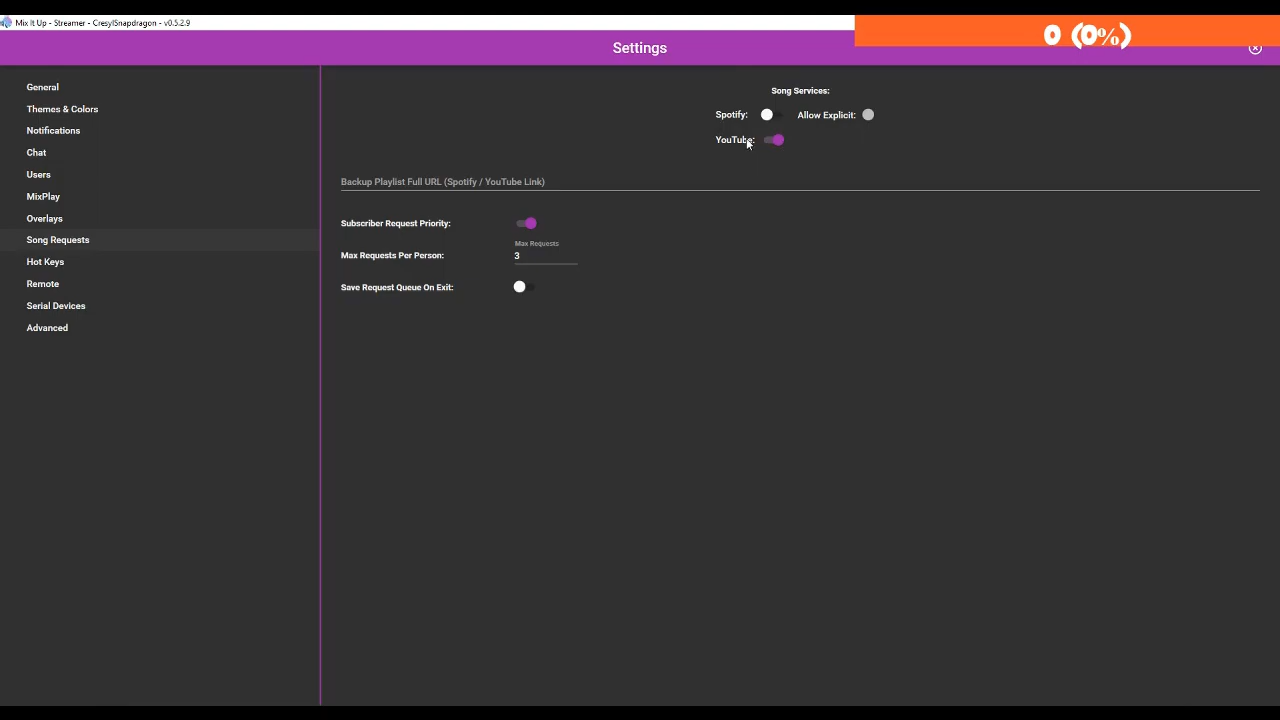 Mix It Up - Streamer - CresylSnapdragon - v0.5.2.9
0 (0%)
Settings
General
Themes & Colors
Notifications
Chat
Users
MixPlay
Overlays
Song Requests
Hot Keys
Remote
Serial Devices
Advanced
Song Services:
Spotify: Allow Explicit:
YouTube:
Backup Playlist Full URL (Spotify / YouTube Link)
Subscriber Request Priority:
Max Requests
Max Requests Per Person: 3
Save Request Queue On Exit: